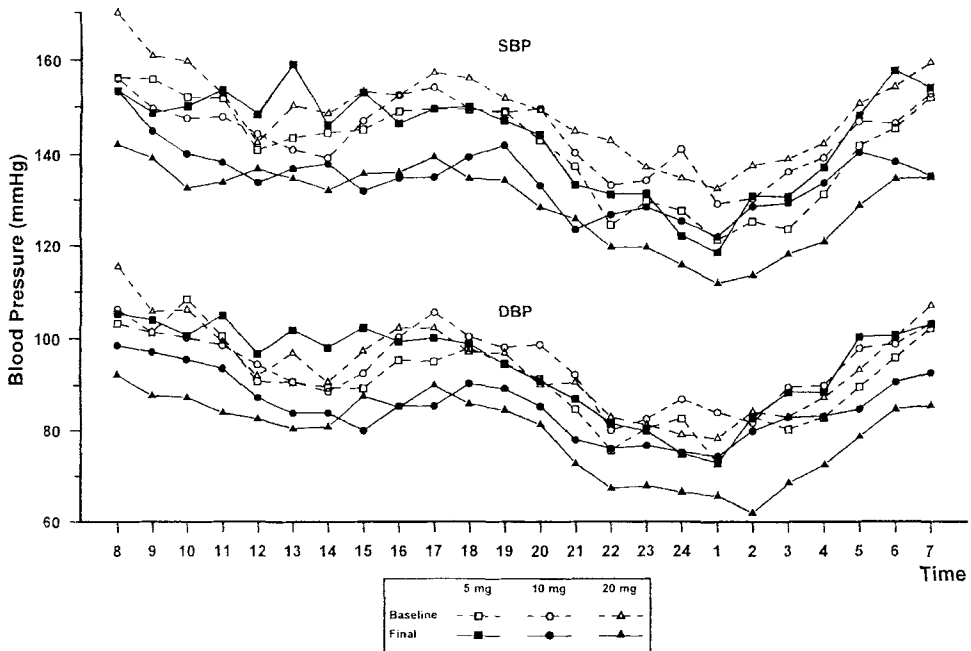 SBP
160
140
120
DBP
100
80
60
Blood Pressure (mmHg)
8 9 10 11 12 13 14 15 16 17 18 19 20 21 22 23 24 1 2 3 4 5 6 7
Time
5 mg 10 mg 20 mg
Baseline
Final